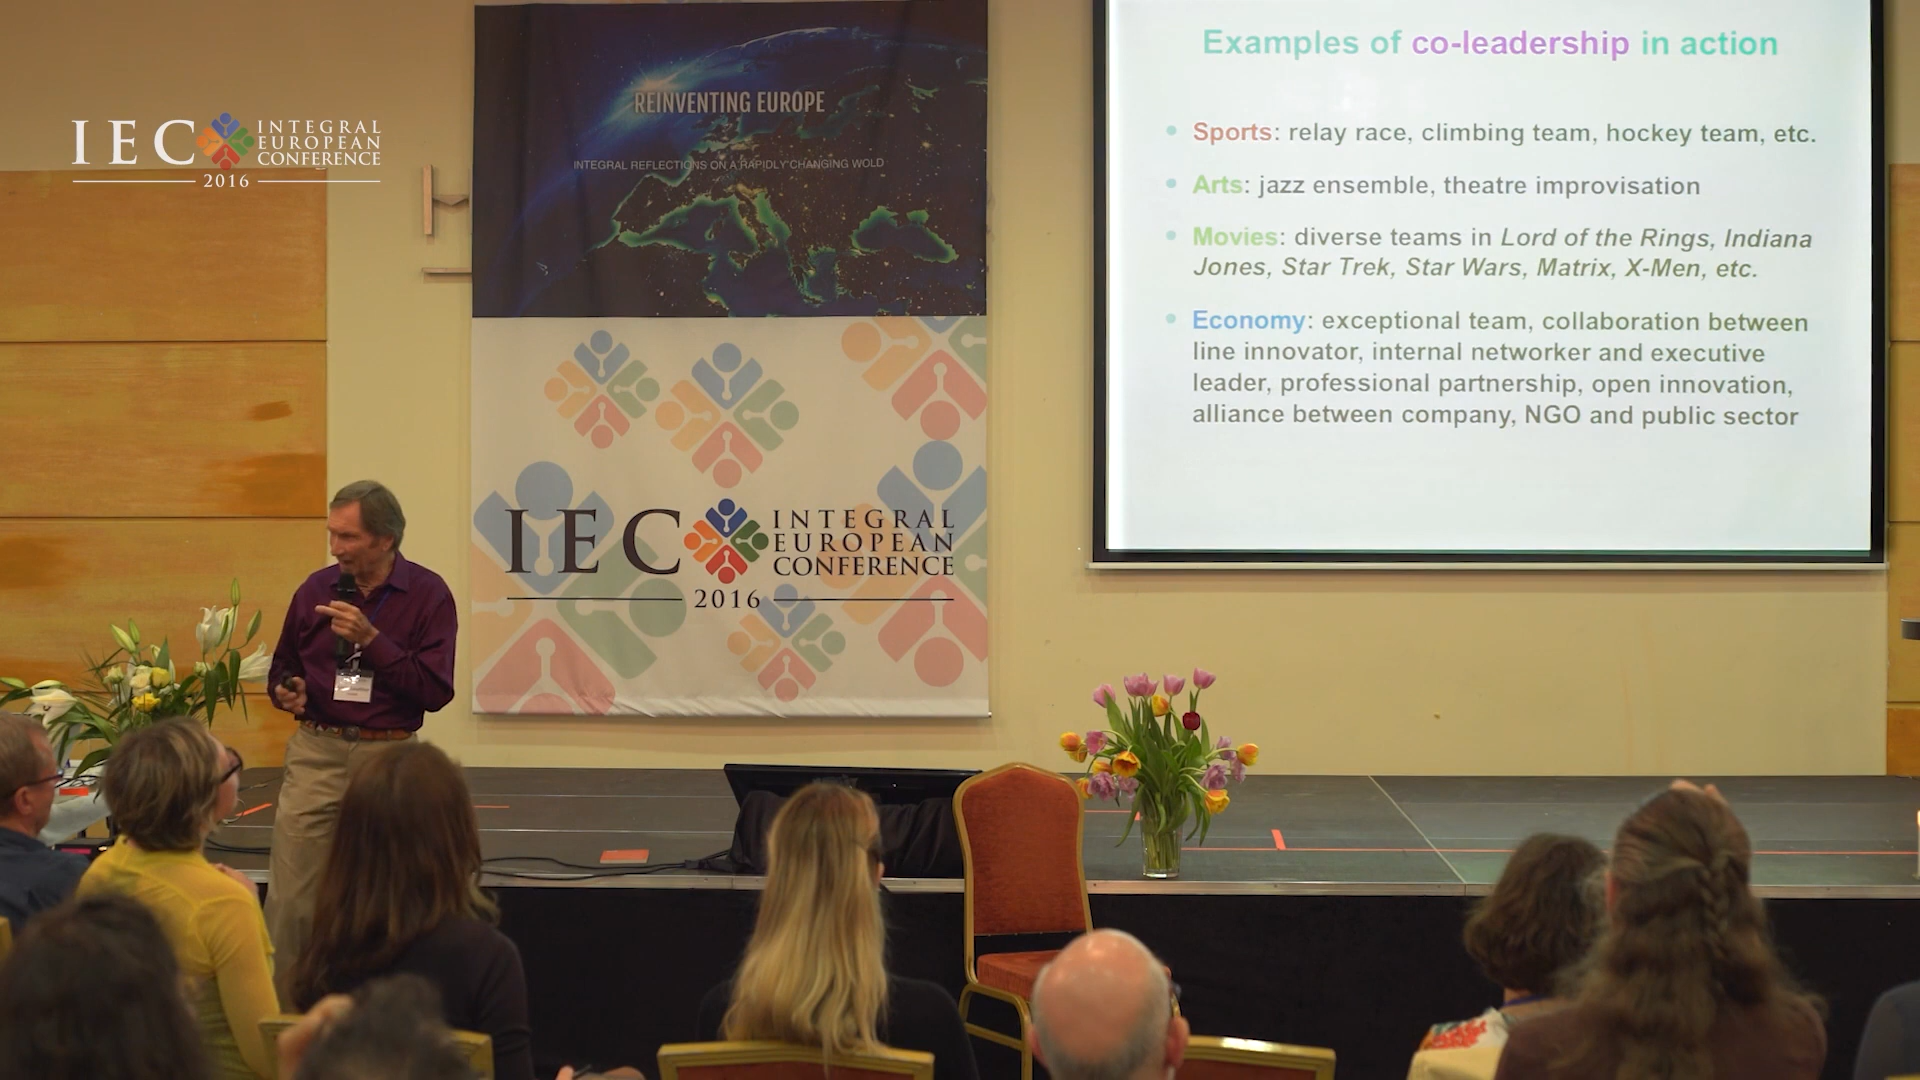 IEC INTEGRAL
EUROPEAN
CONFERENCE
2016
REINVENTING EUROPE
INTEGRAL REFLECTIONS ON A RAPIDLY CHANGING WOLD
IEC INTEGRAL
EUROPEAN
CONFERENCE
2016
Examples of co-leadership in action
• Sports: relay race, climbing team, hockey team, etc.
• Arts: jazz ensemble, theatre improvisation
• Movies: diverse teams in Lord of the Rings, Indiana
Jones, Star Trek, Star Wars, Matrix, X-Men, etc.
• Economy: exceptional team, collaboration between
line innovator, internal networker and executive
leader, professional partnership, open innovation,
alliance between company, NGO and public sector